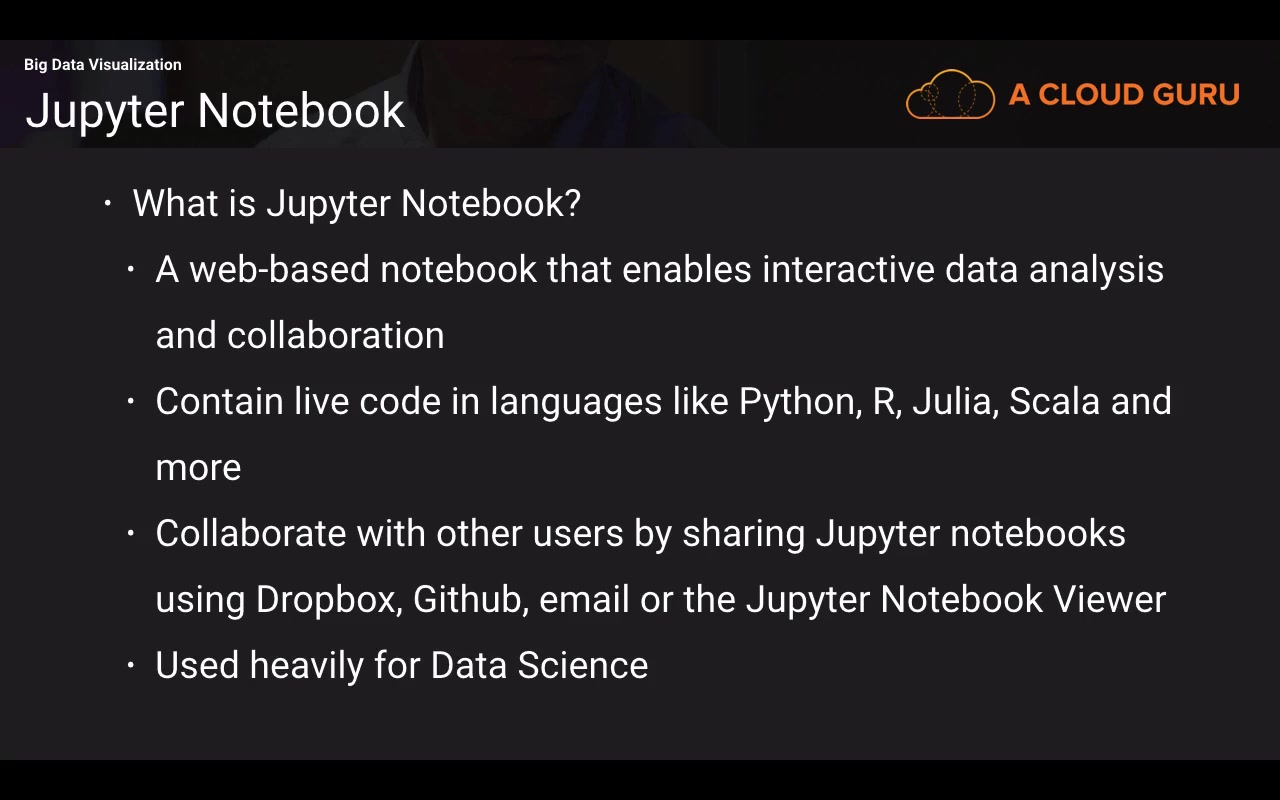 Big Data Visualization
Jupyter Notebook
A CLOUD GURU
· What is Jupyter Notebook?
· A web-based notebook that enables interactive data analysis
and collaboration
· Contain live code in languages like Python, R, Julia, Scala and
more
· Collaborate with other users by sharing Jupyter notebooks
using Dropbox, Github, email or the Jupyter Notebook Viewer
· Used heavily for Data Science